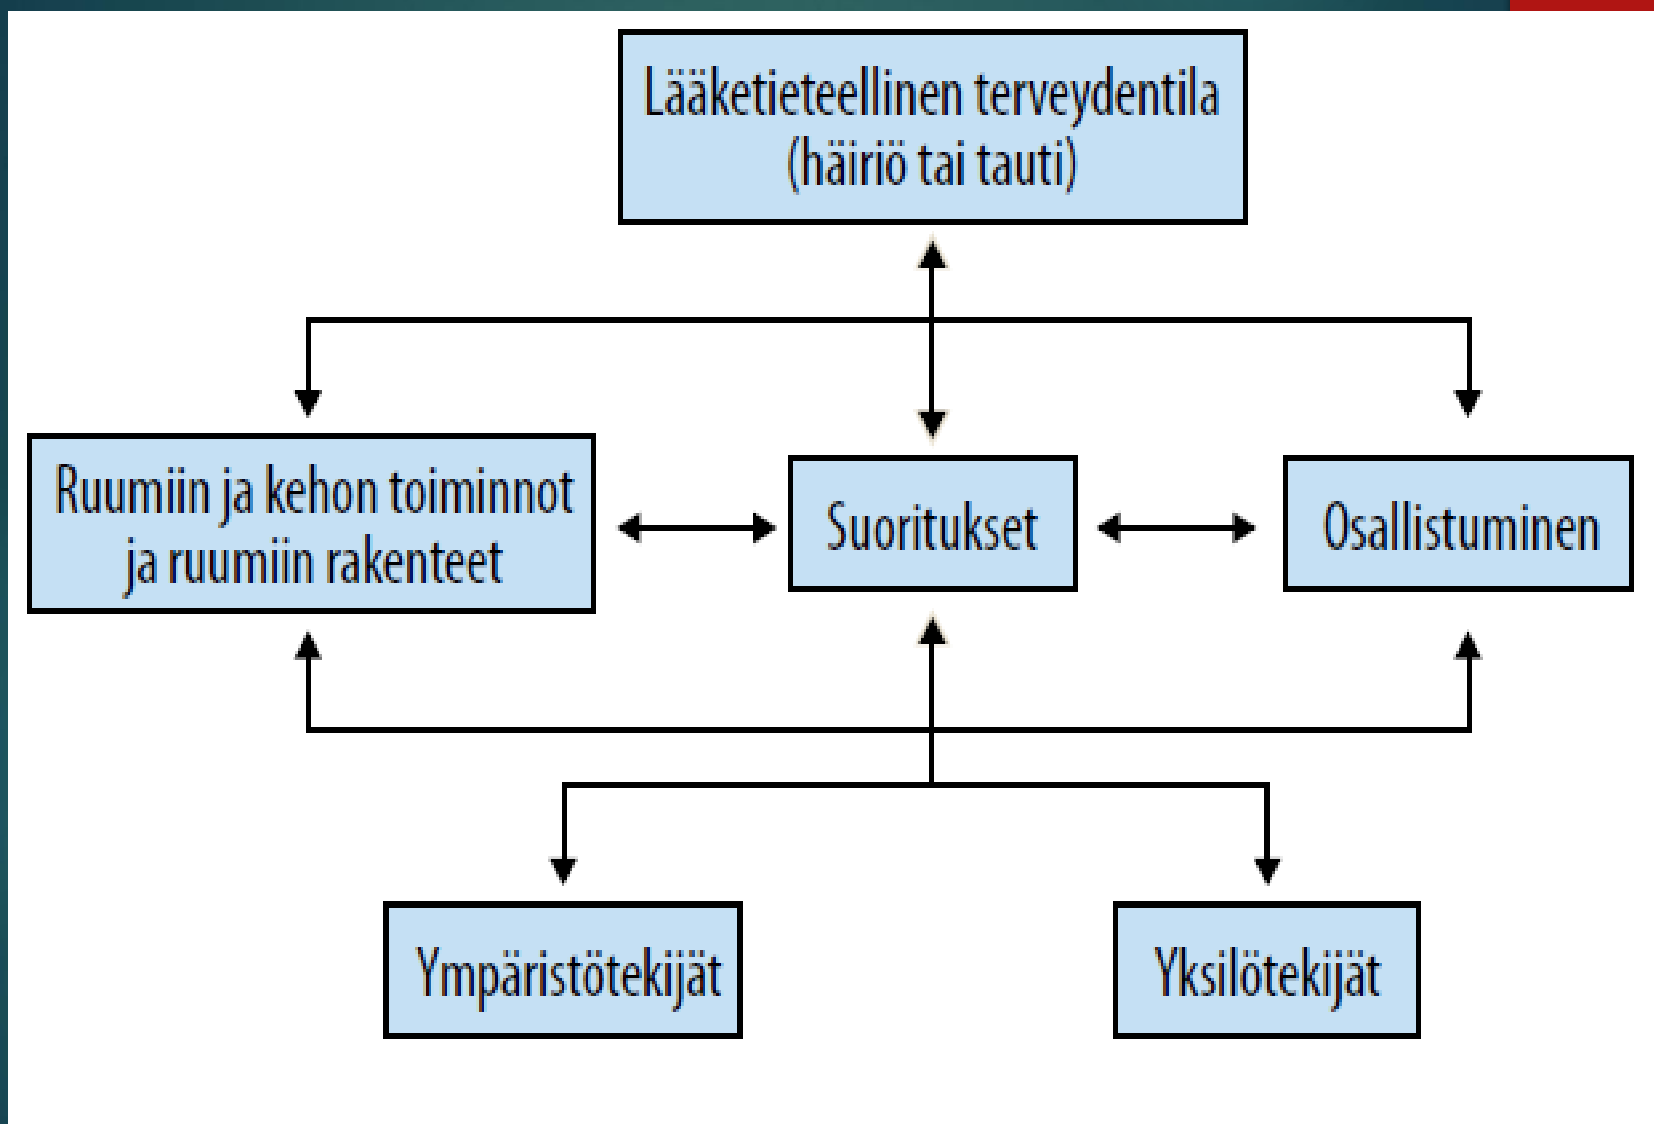 Lääketieteellinen terveydentila
(häiriö tai tauti)
Ruumiin ja kehon toiminnot
ja ruumiin rakenteet
Suoritukset
Osallistuminen
Ympäristötekijät
Yksilötekijät